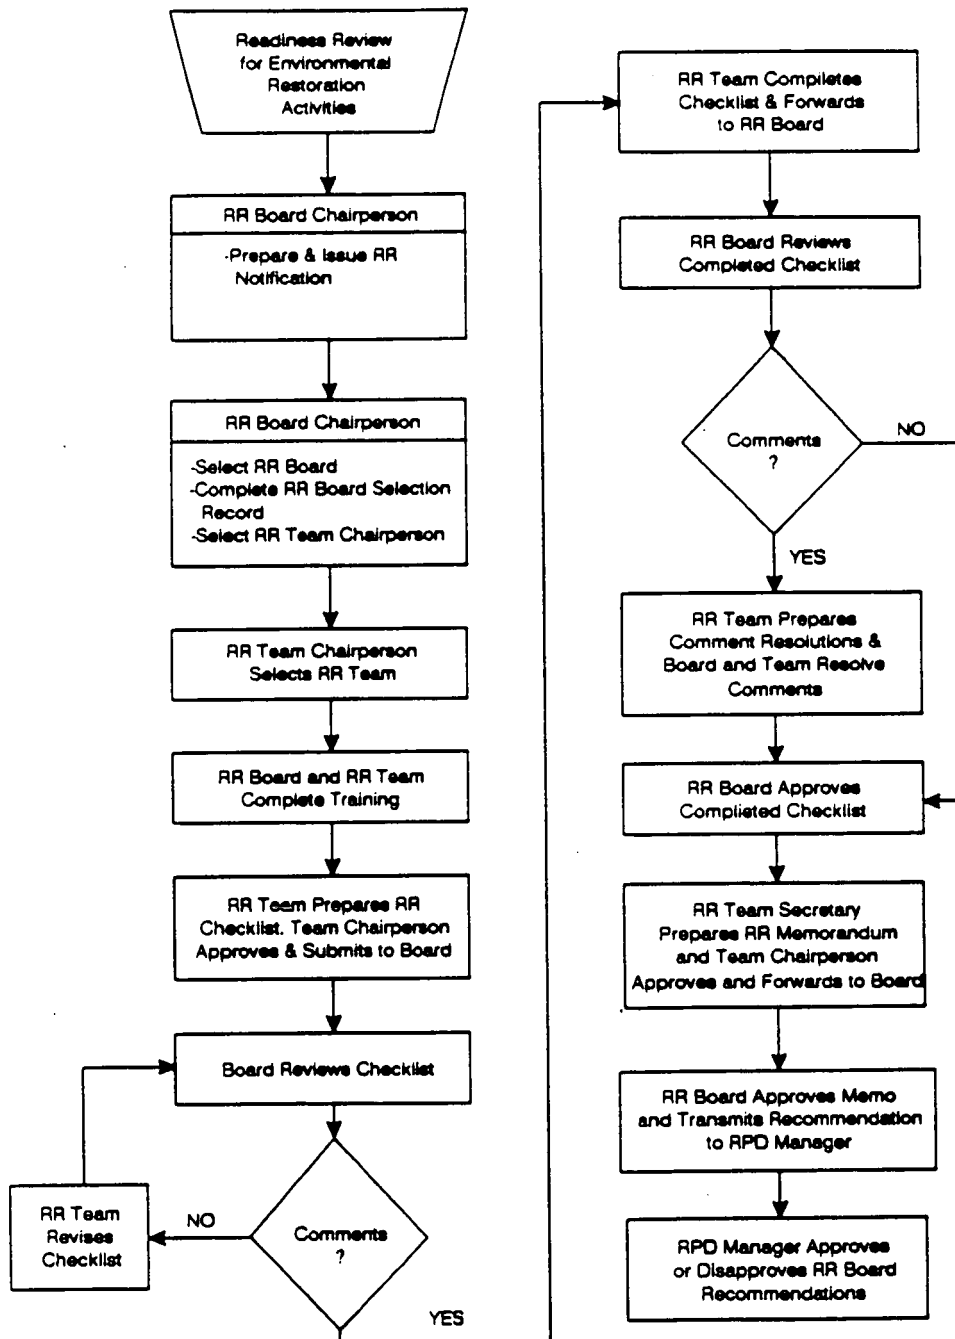 Readiness Review
for Environmental
Restoration
Activities
RR Board Chairperson
-Prepare & Issue RR
Notification
RR Board Chairperson
-Select RR Board
-Complete RR Board Selection
Record
-Select RR Team Chairperson
RR Team Chairperson
Selects RR Team
RR Board and RR Team
Complete Training
RR Team Prepares RR
Checklist. Team Chairperson
Approves & Submits to Board
Board Reviews Checklist
RR Team
Revises
Checklist
NO
Comments
?
YES
RR Team Completes
Checklist & Forwards
to RR Board
RR Board Reviews
Completed Checklist
Comments
?
NO
YES
RR Team Prepares
Comment Resolutions &
Board and Team Resolve
Comments
RR Board Approves
Completed Checklist
RR Team Secretary
Prepares RR Memorandum
and Team Chairperson
Approves and Forwards to Board
RR Board Approves Memo
and Transmits Recommendation
to RPD Manager
RPD Manager Approves
or Disapproves RR Board
Recommendations